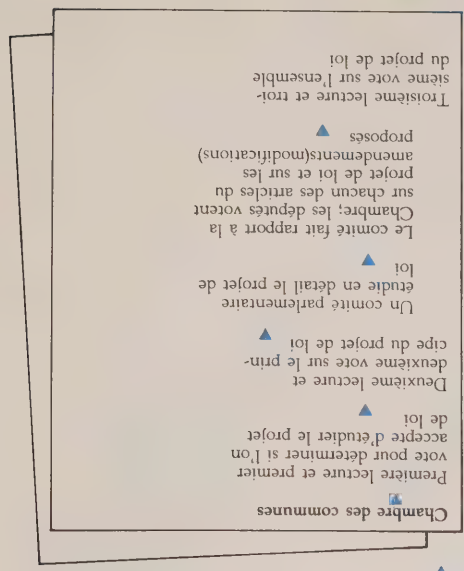 Chambre des communes
Première lecture et premier
vote pour déterminer si l'on
accepte d'étudier le projet
de loi
Deuxième lecture et
deuxième vote sur le prin-
cipe du projet de loi
Un comité parlementaire
étudie en détail le projet de
loi
Le comité fait rapport à la
Chambre; les députés votent
sur chacun des articles du
projet de loi et sur les
amendements(modifications)
proposés
Troisième lecture et troi-
sième vote sur l'ensemble
du projet de loi